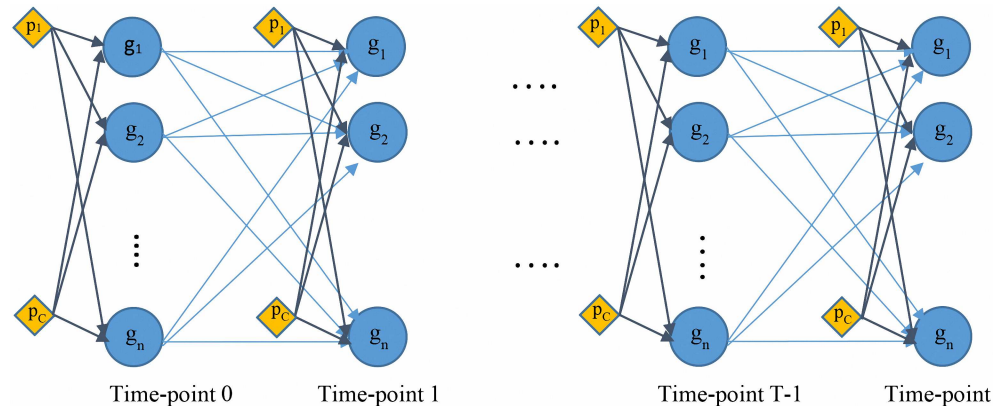 p1 g1 p1 g1 p1 g1 p1 g1
g2 g2 g2 g2
pC gn pC gn pC gn pC gn
Time-point 0 Time-point 1 Time-point T-1 Time-point